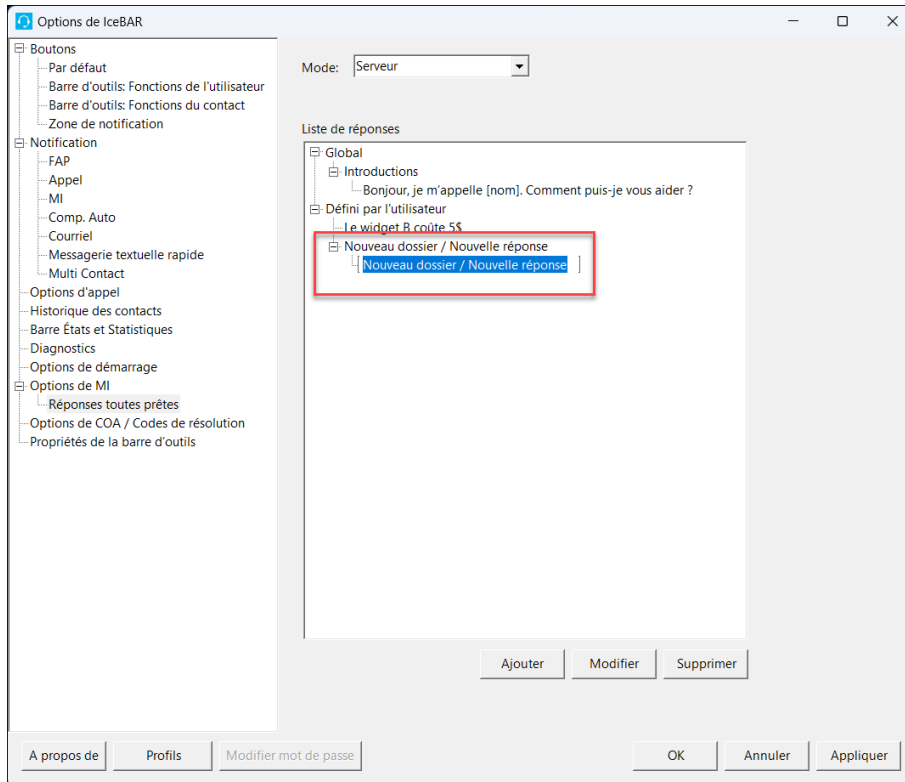 Options de IceBAR
Boutons
Par défaut
Barre d'outils: Fonctions de l'utilisateur
Barre d'outils: Fonctions du contact
Zone de notification
Notification
FAP
Appel
MI
Comp. Auto
Courriel
Messagerie textuelle rapide
Multi Contact
Options d'appel
Historique des contacts
Barre États et Statistiques
Diagnostics
Options de démarrage
Options de MI
Réponses toutes prêtes
Options de COA / Codes de résolution
Propriétés de la barre d'outils
Mode: Serveur
Liste de réponses
Global
Introductions
Bonjour, je m'appelle [nom]. Comment puis-je vous aider ?
Défini par l'utilisateur
Le widget B coûte 5$
Nouveau dossier / Nouvelle réponse
[ Nouveau dossier / Nouvelle réponse ]
Ajouter Modifier Supprimer
A propos de Profils Modifier mot de passe OK Annuler Appliquer